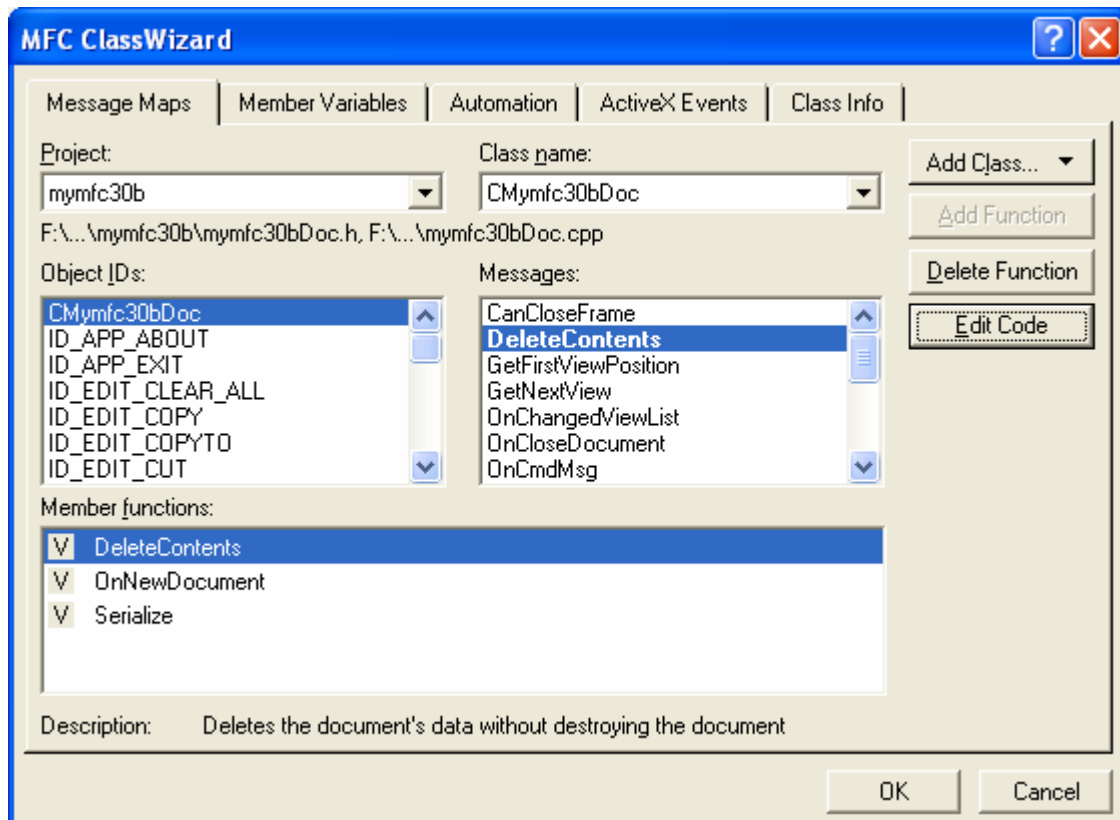 MFC ClassWizard
Message Maps Member Variables Automation ActiveX Events Class Info
Project: Class name:
mymfc30b CMymfc30bDoc
Add Class...
F:\...\mymfc30b\mymfc30bDoc.h, F:\...\mymfc30bDoc.cpp
Add Function
Object IDs: Messages:
Delete Function
CMymfc30bDoc CanCloseFrame
Edit Code
ID_APP_ABOUT DeleteContents
ID_APP_EXIT GetFirstViewPosition
ID_EDIT_CLEAR_ALL GetNextView
ID_EDIT_COPY OnChangedViewList
ID_EDIT_COPYTO OnCloseDocument
ID_EDIT_CUT OnCmdMsg
Member functions:
V DeleteContents
V OnNewDocument
V Serialize
Description: Deletes the document's data without destroying the document
OK Cancel